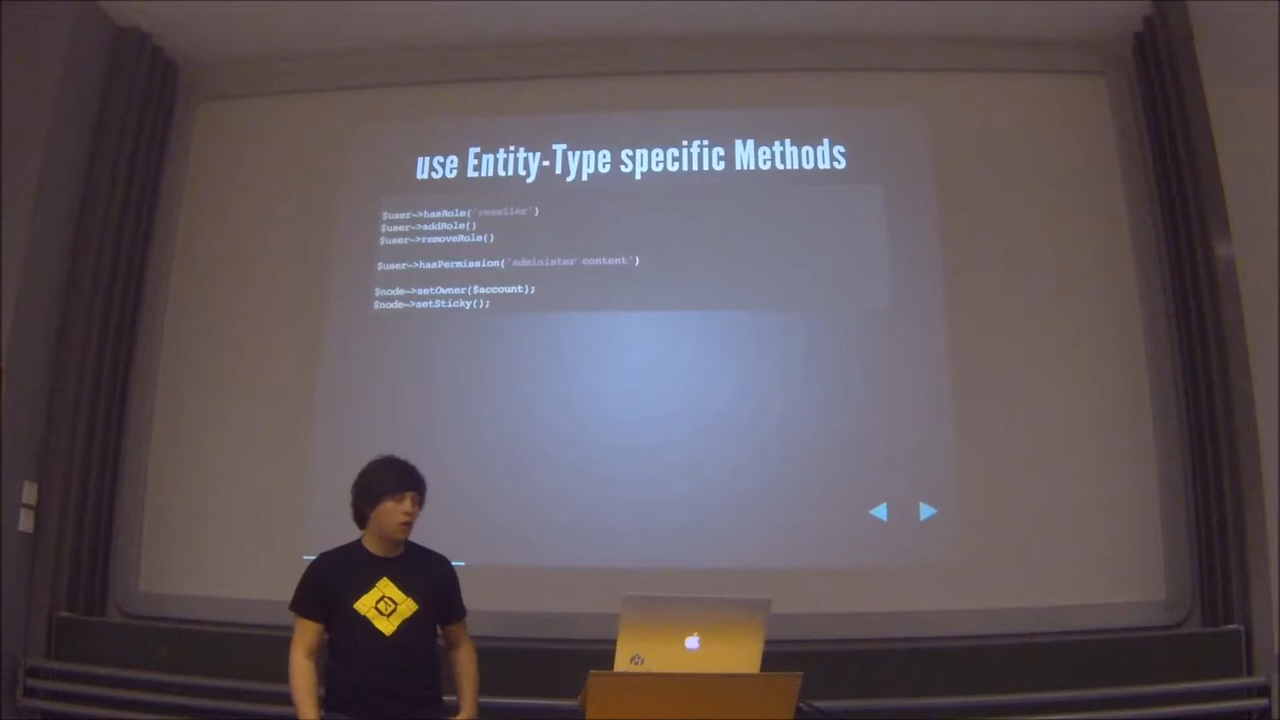 use Entity-Type specific Methods
$user->hasRole('reseller')
$user->addRole()
$user->removeRole()
$user->hasPermission('administer content')
$node->setOwner($account);
$node->setSticky();